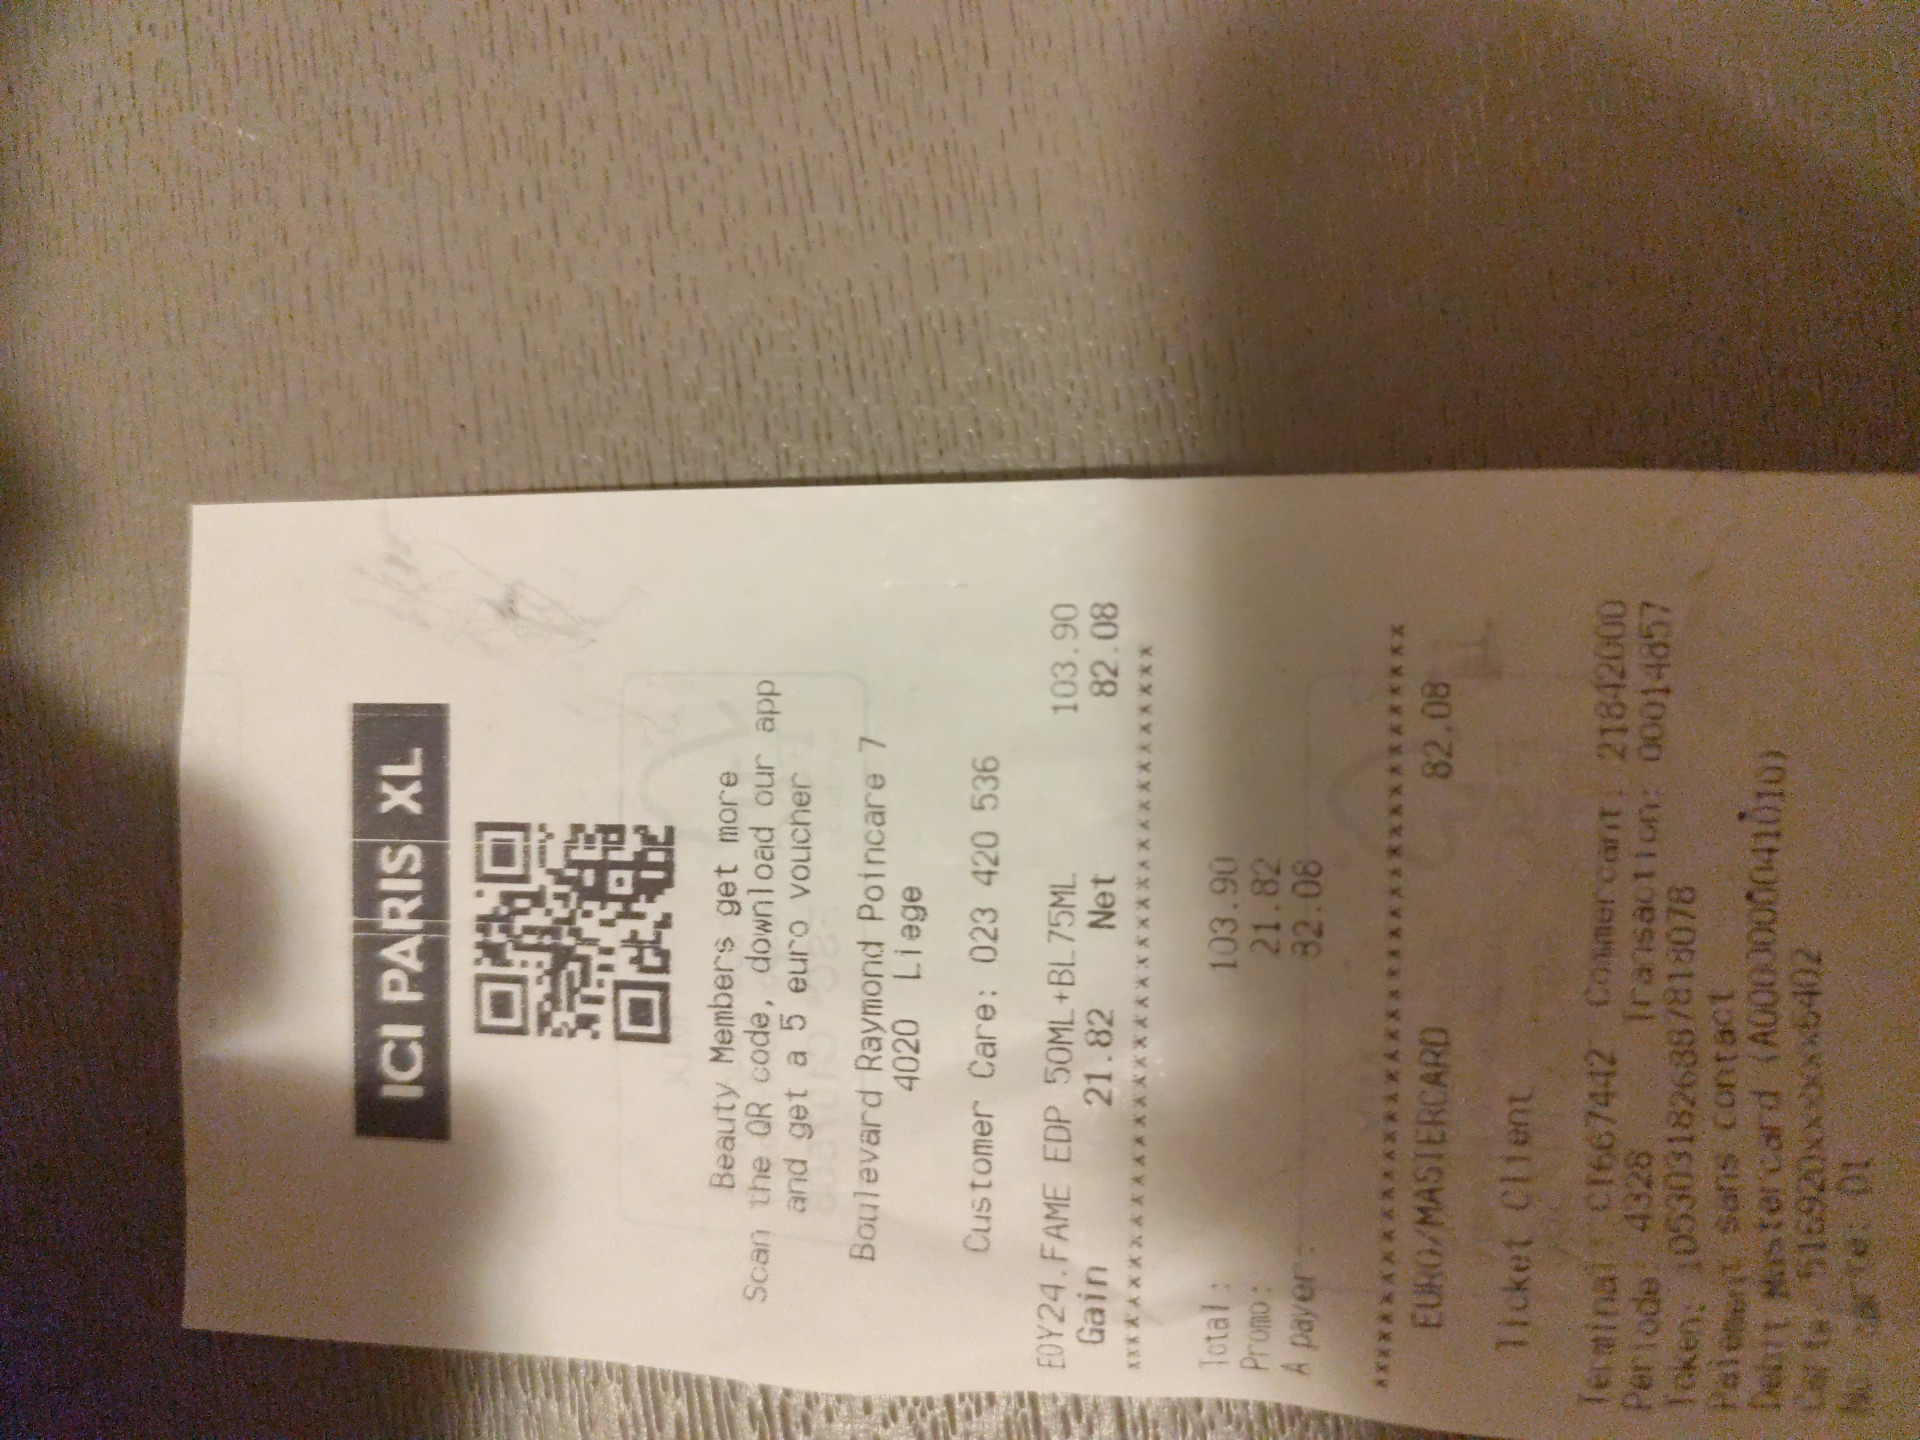 ICI PARIS XL
Beauty Members get more
Scan the QR code, download our app
and get a 5 euro voucher
Boulevard Raymond Poincare 7
4020 Liege
Customer Care: 023 420 536
EOY24.FAME EDP 50ML+BL75ML 103.90
Gain 21.82 Net 82.08
Total: 103.90
Promo: 21.82
A payer: 82.08
EURO/MASTERCARD 82.08
Ticket Client
Terminal: CI667442 Commercant: 21842000
Periode: 4328 Transaction: 00014857
Token:
Paiement sans contact
Debit Mastercard (A0000000041010)
Carte: